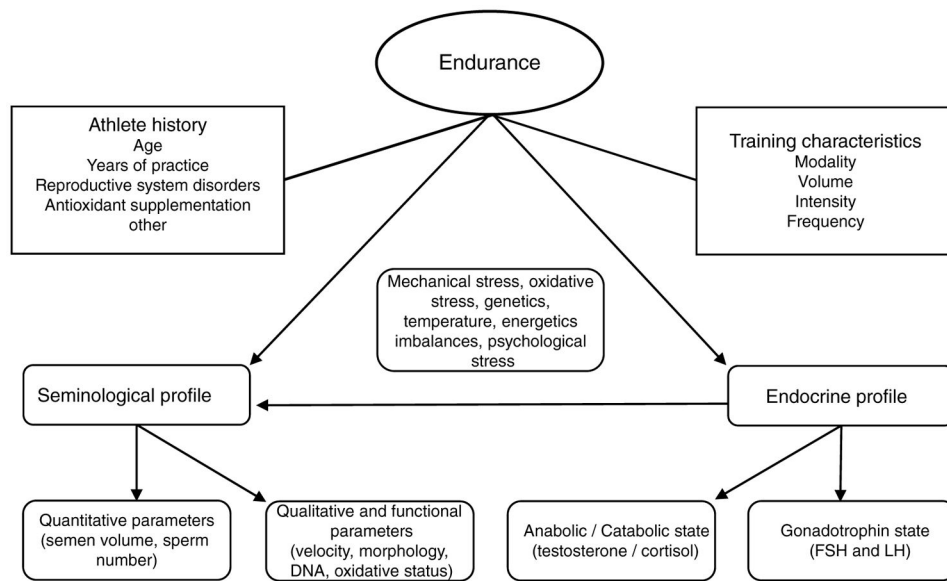 Endurance
Athlete history
Age
Years of practice
Reproductive system disorders
Antioxidant supplementation
other
Training characteristics
Modality
Volume
Intensity
Frequency
Mechanical stress, oxidative
stress, genetics,
temperature, energetics
imbalances, psychological
stress
Seminological profile
Endocrine profile
Quantitative parameters
(semen volume, sperm
number)
Qualitative and functional
parameters
(velocity, morphology,
DNA, oxidative status)
Anabolic / Catabolic state
(testosterone / cortisol)
Gonadotrophin state
(FSH and LH)